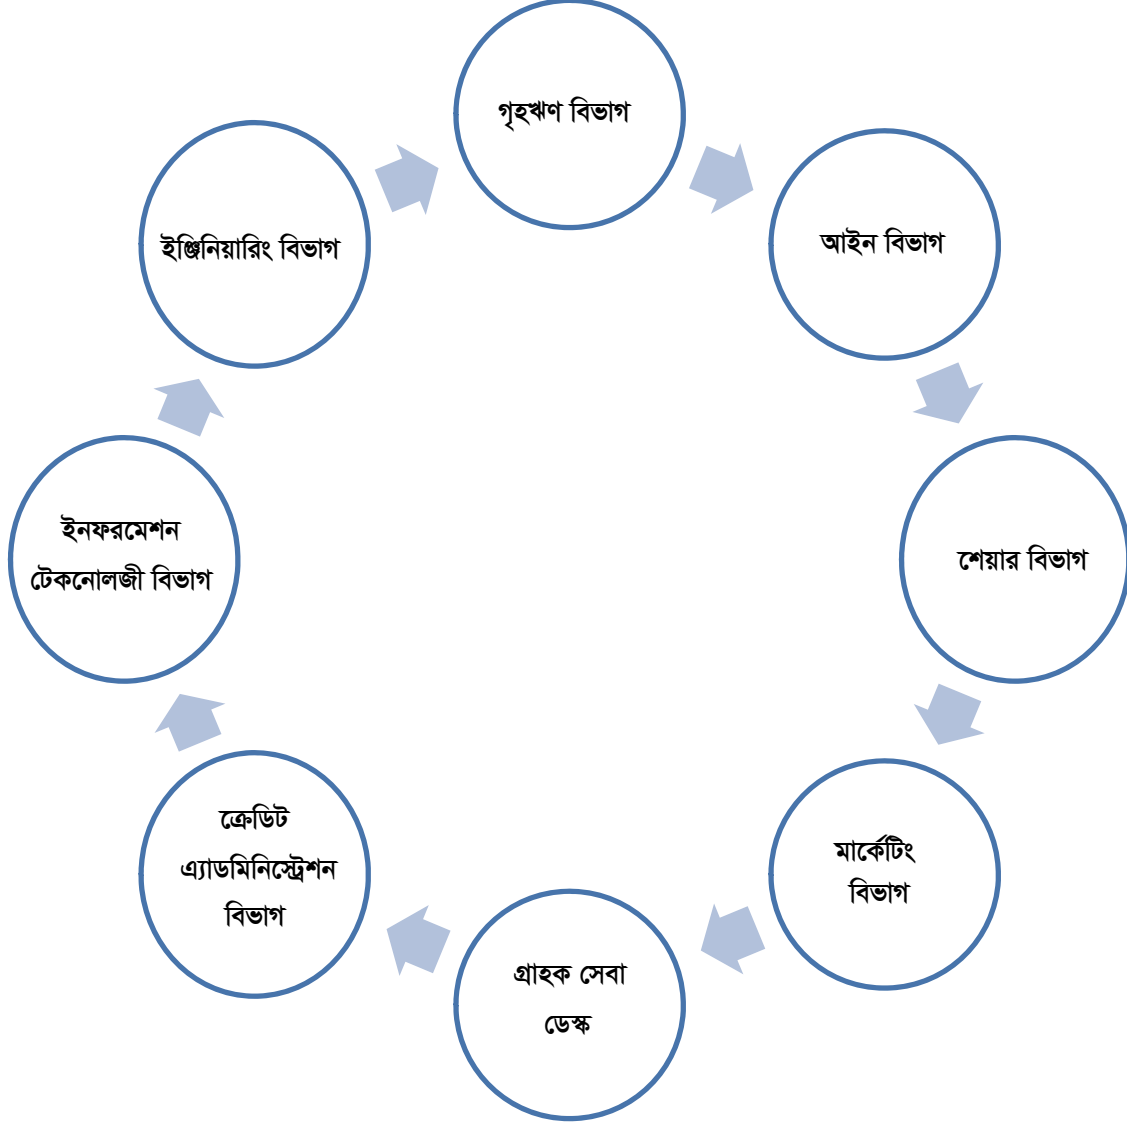 গৃহঋণ বিভাগ
আইন বিভাগ
শেয়ার বিভাগ
মার্কেটিং
বিভাগ
গ্রাহক সেবা
ডেস্ক
ক্রেডিট
এ্যাডমিনিস্ট্রেশন
বিভাগ
ইনফরমেশন
টেকনোলজী বিভাগ
ইঞ্জিনিয়ারিং বিভাগ